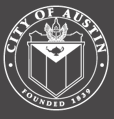 CITY OF AUSTIN
FOUNDED 1839